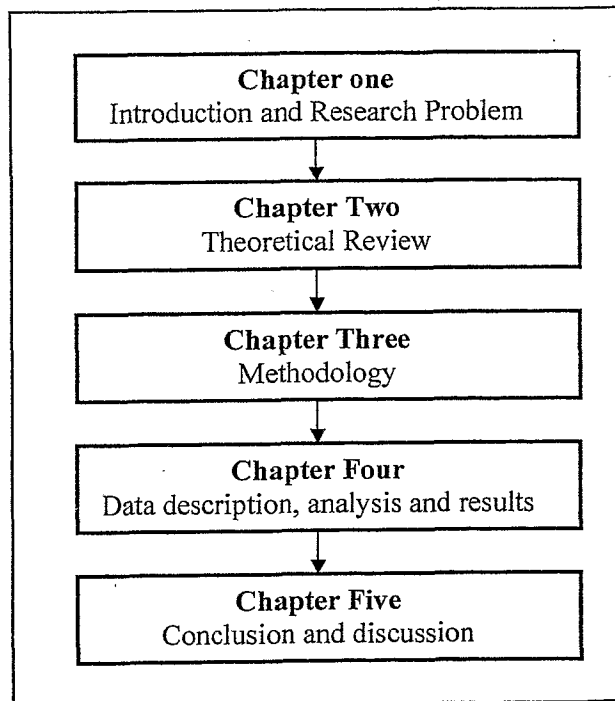 Chapter one
Introduction and Research Problem
Chapter Two
Theoretical Review
Chapter Three
Methodology
Chapter Four
Data description, analysis and results
Chapter Five
Conclusion and discussion